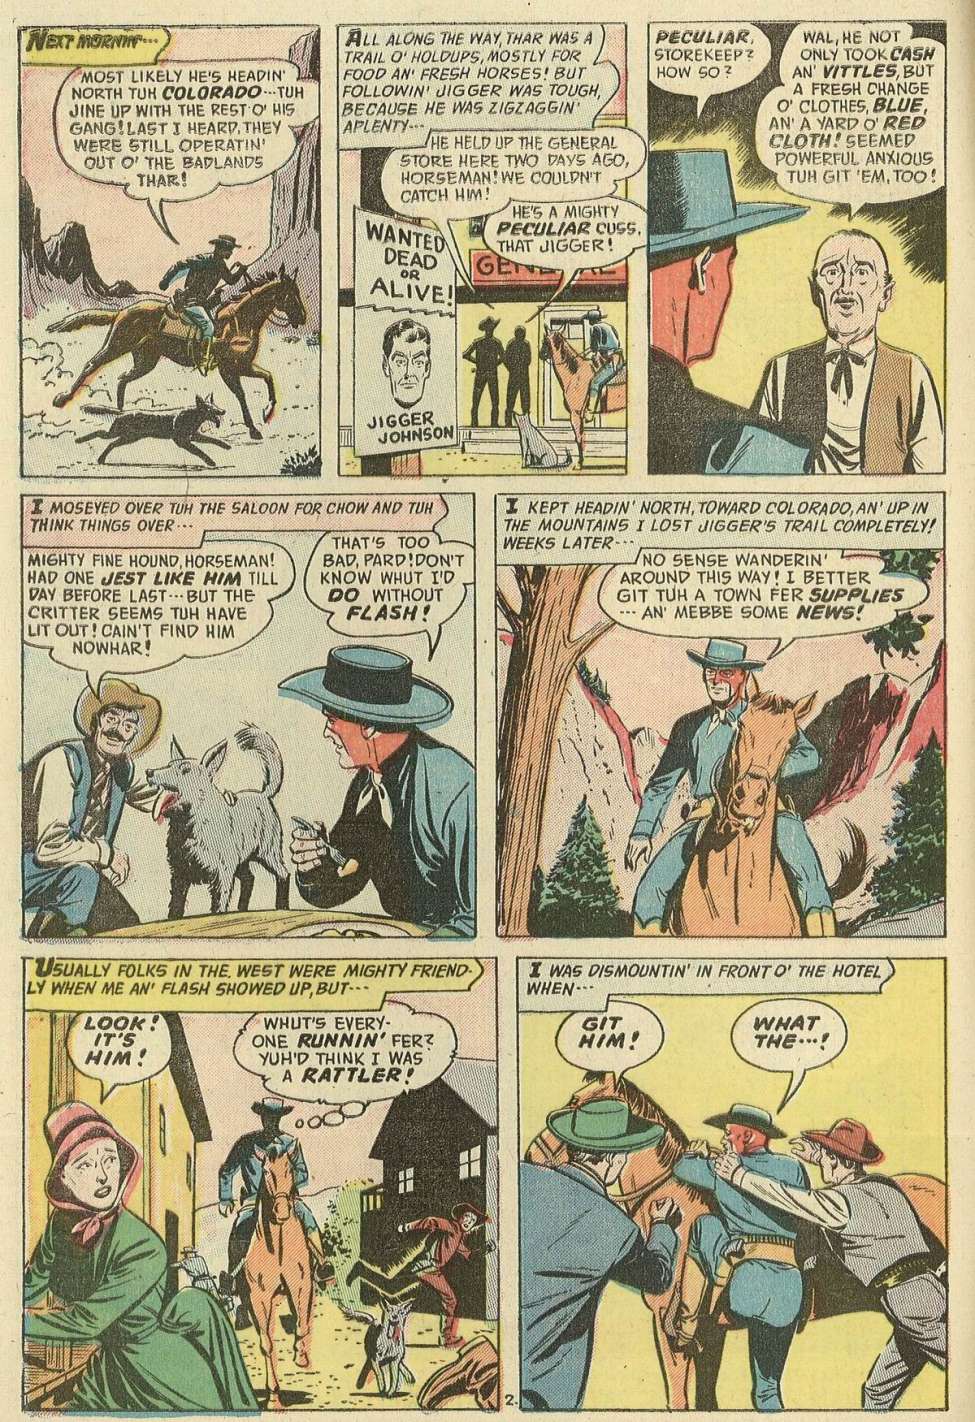 NEXT MORNIN'---
MOST LIKELY HE'S HEADIN'
NORTH TUH COLORADO---TUH
JINE UP WITH THE REST O' HIS
GANG! LAST I HEARD, THEY
WERE STILL OPERATIN'
OUT O' THE BADLANDS
THAR!
ALL ALONG THE WAY, THAR WAS A
TRAIL O' HOLDUPS, MOSTLY FOR
FOOD AN' FRESH HORSES! BUT
FOLLOWIN' JIGGER WAS TOUGH,
BECAUSE HE WAS ZIGZAGGIN'
APLENTY---
HE HELD UP THE GENERAL
STORE HERE TWO DAYS AGO,
HORSEMAN! WE COULDN'T
CATCH HIM!
HE'S A MIGHTY
PECULIAR CUSS,
THAT JIGGER!
WANTED
DEAD
OR
ALIVE!
JIGGER
JOHNSON
GENERAL
PECULIAR,
STOREKEEP?
HOW SO?
WAL, HE NOT
ONLY TOOK CASH
AN' VITTLES, BUT
A FRESH CHANGE
O' CLOTHES, BLUE,
AN' A YARD O' RED
CLOTH! SEEMED
POWERFUL ANXIOUS
TUH GIT 'EM, TOO!
I MOSEYED OVER TUH THE SALOON FOR CHOW AND TUH
THINK THINGS OVER---
MIGHTY FINE HOUND, HORSEMAN!
HAD ONE JEST LIKE HIM TILL
DAY BEFORE LAST---BUT THE
CRITTER SEEMS TUH HAVE
LIT OUT! CAIN'T FIND HIM
NOWHAR!
THAT'S TOO
BAD, PARD! DON'T
KNOW WHUT I'D
DO WITHOUT
FLASH!
I KEPT HEADIN' NORTH, TOWARD COLORADO, AN' UP IN
THE MOUNTAINS I LOST JIGGER'S TRAIL COMPLETELY!
WEEKS LATER---
NO SENSE WANDERIN'
AROUND THIS WAY! I BETTER
GIT TUH A TOWN FER SUPPLIES
---AN' MEBBE SOME NEWS!
USUALLY FOLKS IN THE WEST WERE MIGHTY FRIEND-
LY WHEN ME AN' FLASH SHOWED UP, BUT---
LOOK!
IT'S
HIM!
WHUT'S EVERY-
ONE RUNNIN' FER?
YUH'D THINK I WAS
A RATTLER!
I WAS DISMOUNTIN' IN FRONT O' THE HOTEL
WHEN---
GIT
HIM!
WHAT
THE---!
2